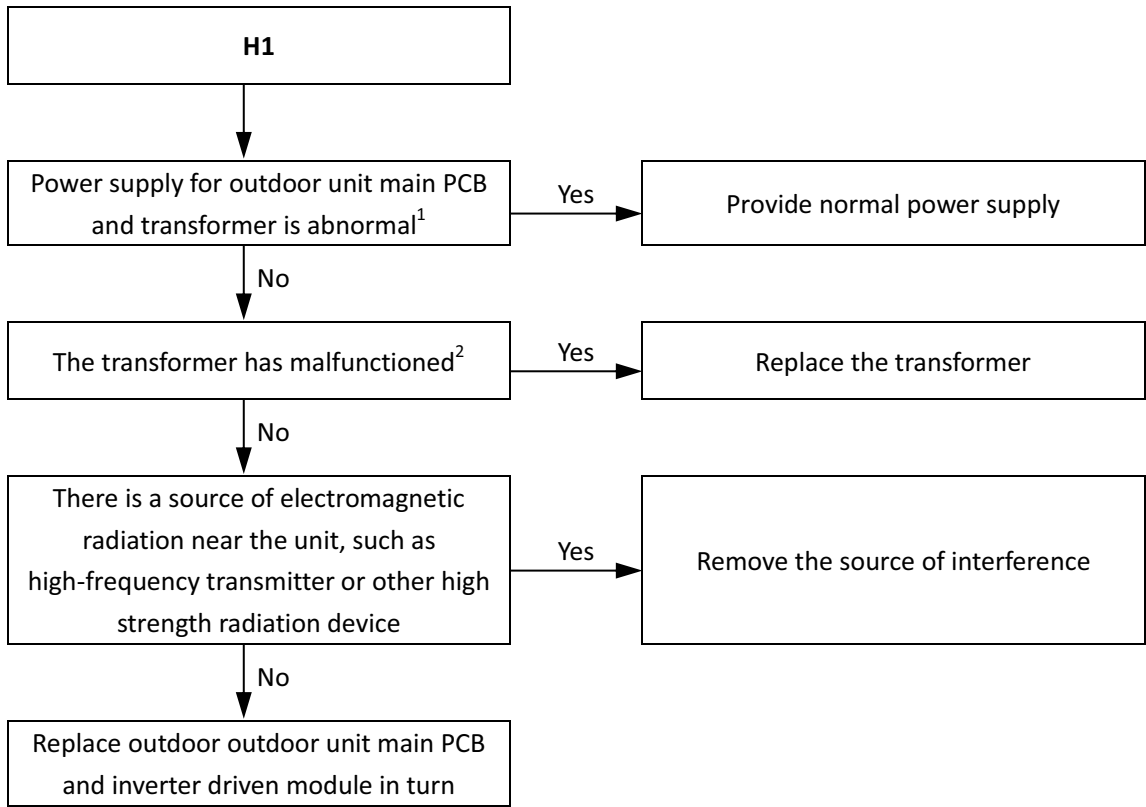 H1
Power supply for outdoor unit main PCB
and transformer is abnormal1
Yes
Provide normal power supply
No
The transformer has malfunctioned2
Yes
Replace the transformer
No
There is a source of electromagnetic
radiation near the unit, such as
high-frequency transmitter or other high
strength radiation device
Yes
Remove the source of interference
No
Replace outdoor outdoor unit main PCB
and inverter driven module in turn